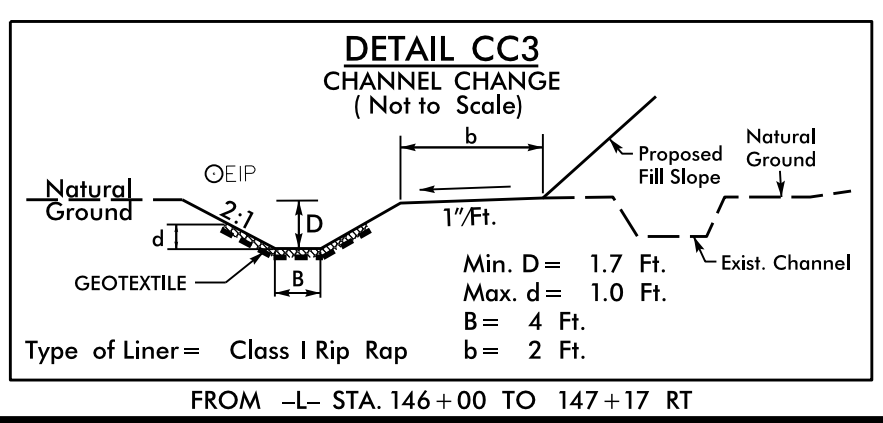 DETAIL CC3
CHANNEL CHANGE
( Not to Scale)
b
Natural
Ground
Proposed
Fill Slope
⊙EIP
Natural
Ground
2:1
D
1"/Ft.
d
GEOTEXTILE
B
Exist. Channel
Min. D = 1.7 Ft.
Max. d = 1.0 Ft.
B = 4 Ft.
b = 2 Ft.
Type of Liner = Class I Rip Rap
FROM –L– STA. 146+00 TO 147+17 RT